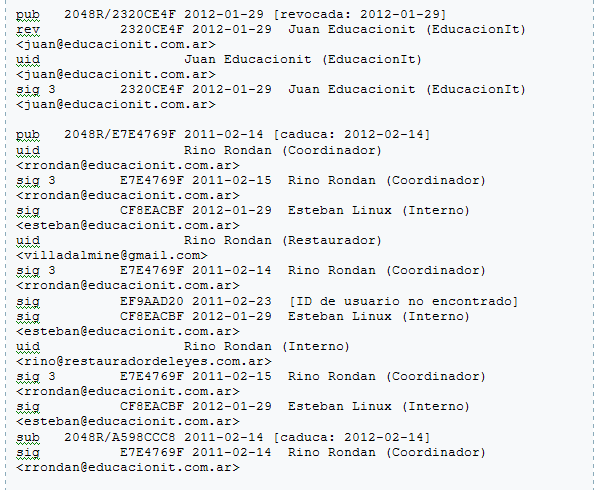 pub   2048R/2320CE4F 2012-01-29 [revocada: 2012-01-29]
rev          2320CE4F 2012-01-29  Juan Educacionit (EducacionIt)
<juan@educacionit.com.ar>
uid                  Juan Educacionit (EducacionIt)
<juan@educacionit.com.ar>
sig 3        2320CE4F 2012-01-29  Juan Educacionit (EducacionIt)
<juan@educacionit.com.ar>

pub   2048R/E7E4769F 2011-02-14 [caduca: 2012-02-14]
uid                  Rino Rondan (Coordinador)
<rrondan@educacionit.com.ar>
sig 3        E7E4769F 2011-02-15  Rino Rondan (Coordinador)
<rrondan@educacionit.com.ar>
sig          CF8EACBF 2012-01-29  Esteban Linux (Interno)
<esteban@educacionit.com.ar>
uid                  Rino Rondan (Restaurador)
<villadalmine@gmail.com>
sig 3        E7E4769F 2011-02-14  Rino Rondan (Coordinador)
<rrondan@educacionit.com.ar>
sig          EF9AAD20 2011-02-23  [ID de usuario no encontrado]
sig          CF8EACBF 2012-01-29  Esteban Linux (Interno)
<esteban@educacionit.com.ar>
uid                  Rino Rondan (Interno)
<rino@restauradordeleyes.com.ar>
sig 3        E7E4769F 2011-02-15  Rino Rondan (Coordinador)
<rrondan@educacionit.com.ar>
sig          CF8EACBF 2012-01-29  Esteban Linux (Interno)
<esteban@educacionit.com.ar>
sub   2048R/A598CCC8 2011-02-14 [caduca: 2012-02-14]
sig          E7E4769F 2011-02-14  Rino Rondan (Coordinador)
<rrondan@educacionit.com.ar>